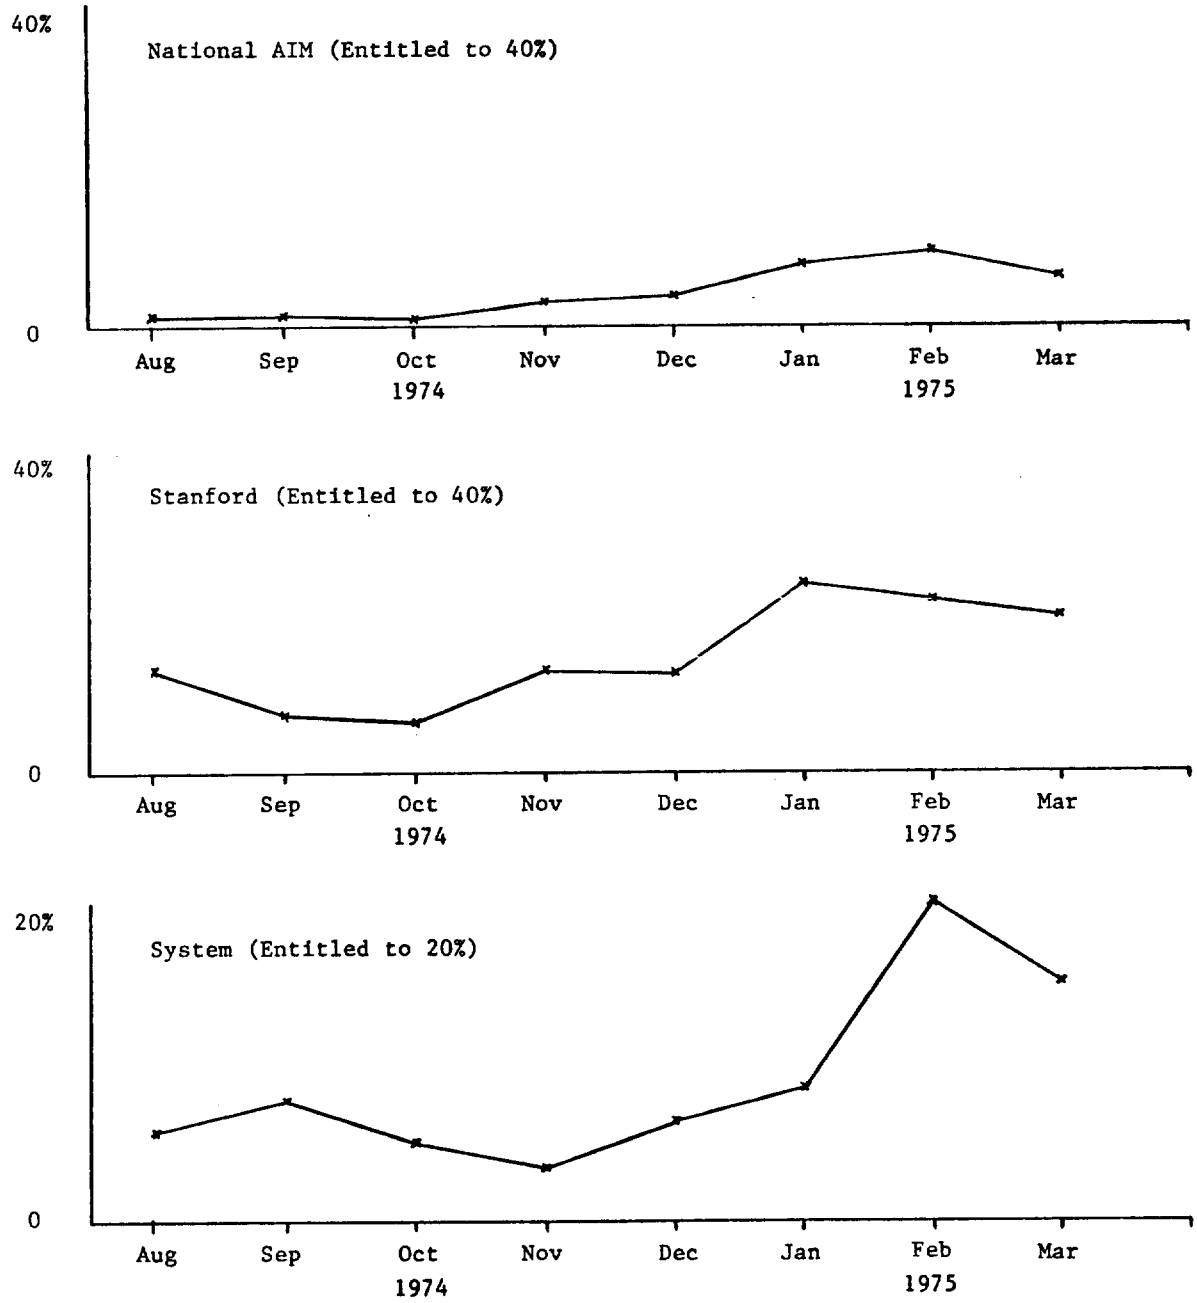 40%
National AIM (Entitled to 40%)
0
Aug Sep Oct Nov Dec Jan Feb Mar
1974 1975
40%
Stanford (Entitled to 40%)
0
Aug Sep Oct Nov Dec Jan Feb Mar
1974 1975
20%
System (Entitled to 20%)
0
Aug Sep Oct Nov Dec Jan Feb Mar
1974 1975